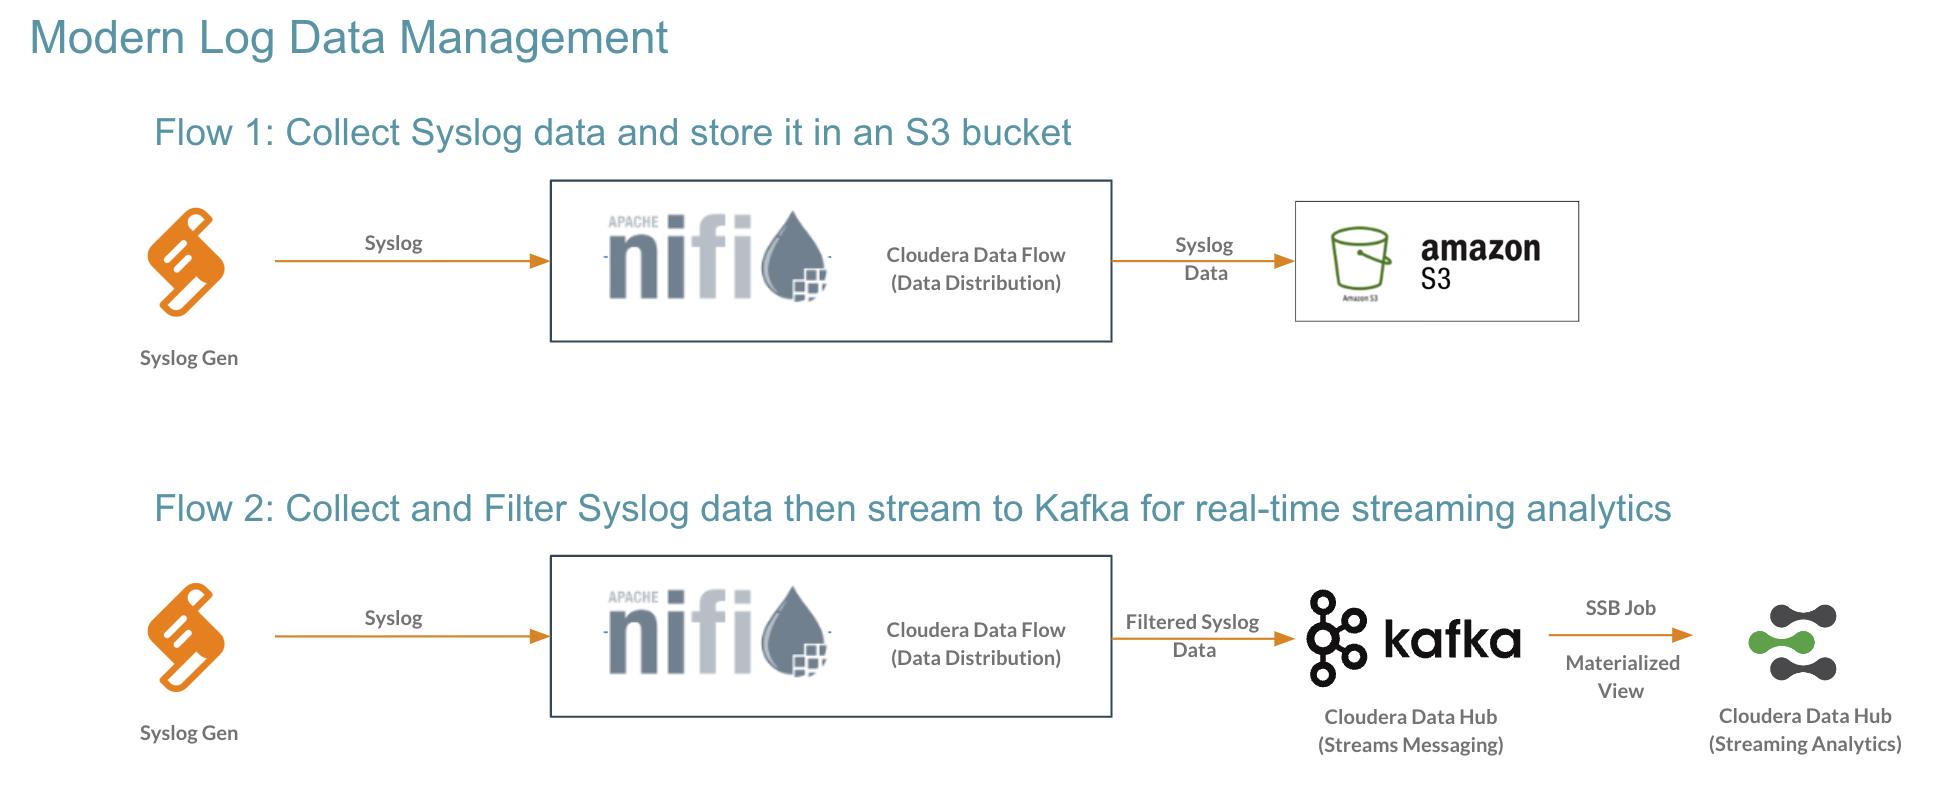 Modern Log Data Management
Flow 1: Collect Syslog data and store it in an S3 bucket
Syslog Gen
Syslog
APACHE
nifi
Cloudera Data Flow
(Data Distribution)
Syslog
Data
Amazon S3
amazon
S3
Flow 2: Collect and Filter Syslog data then stream to Kafka for real-time streaming analytics
Syslog Gen
Syslog
APACHE
nifi
Cloudera Data Flow
(Data Distribution)
Filtered Syslog
Data
kafka
Cloudera Data Hub
(Streams Messaging)
SSB Job
Materialized
View
Cloudera Data Hub
(Streaming Analytics)